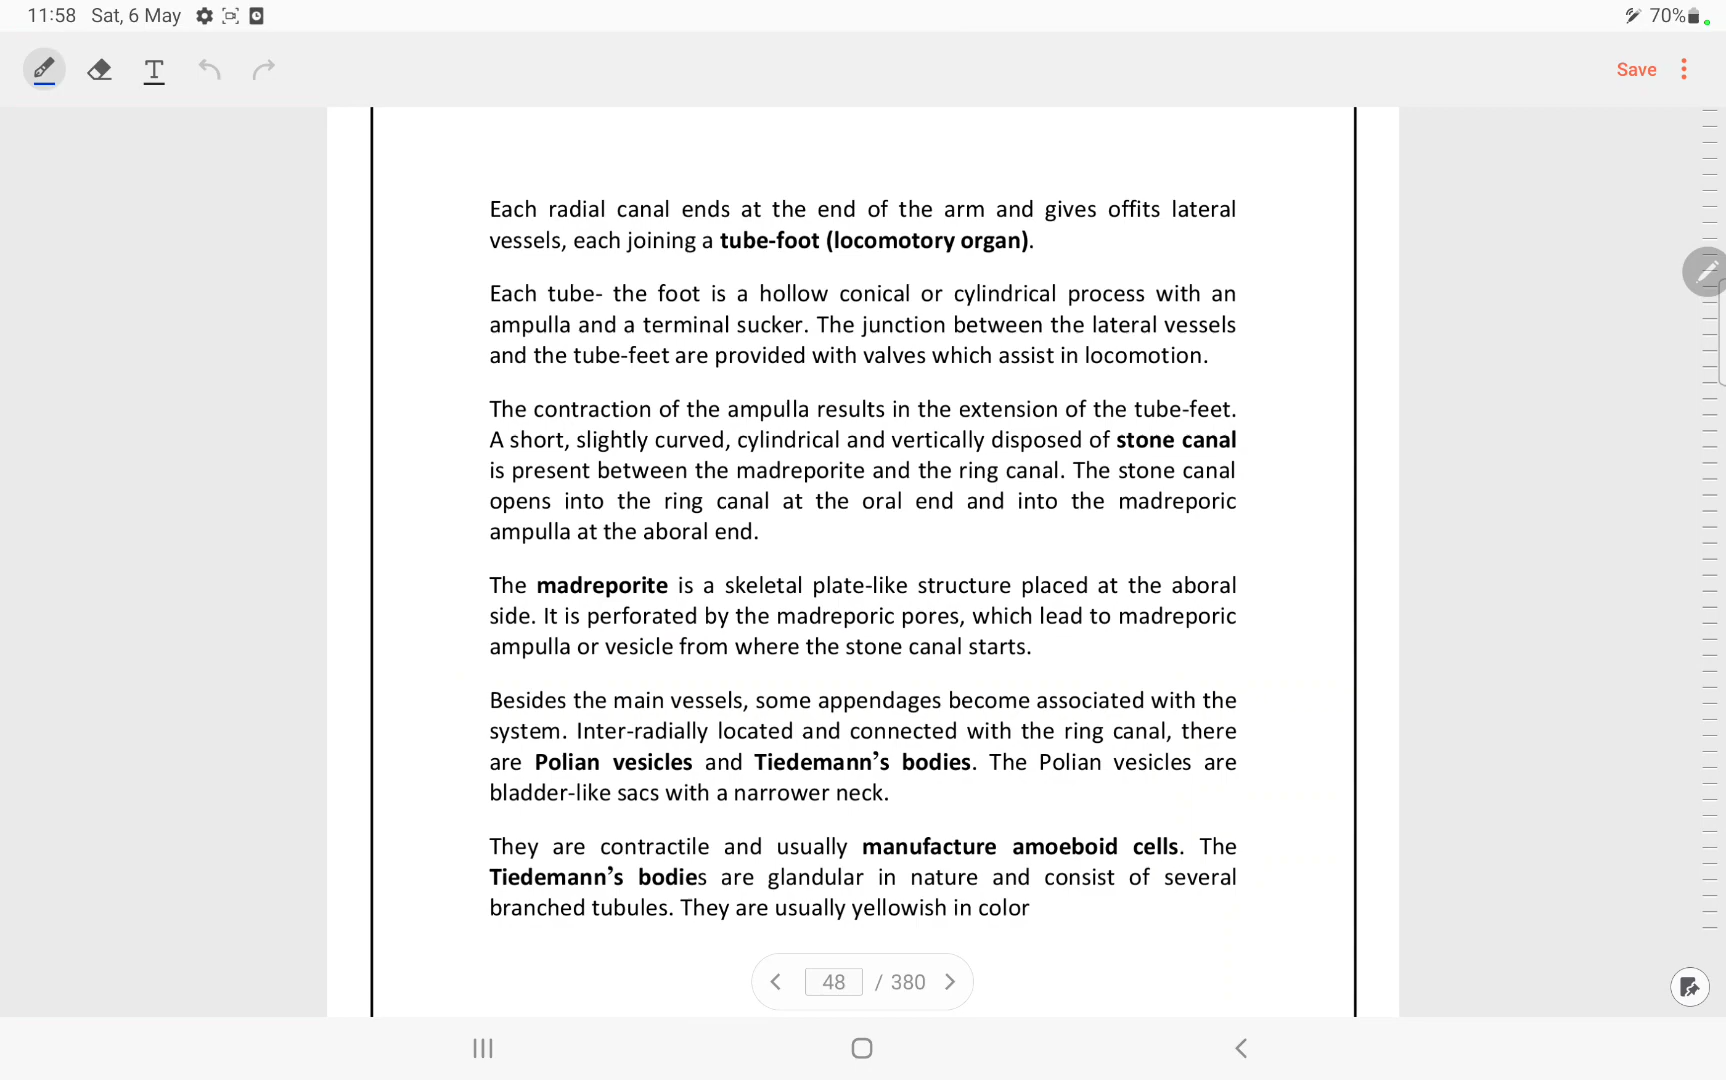 11:58 Sat, 6 May
70%
T
Save
Each radial canal ends at the end of the arm and gives offits lateral
vessels, each joining a tube-foot (locomotory organ).
Each tube- the foot is a hollow conical or cylindrical process with an
ampulla and a terminal sucker. The junction between the lateral vessels
and the tube-feet are provided with valves which assist in locomotion.
The contraction of the ampulla results in the extension of the tube-feet.
A short, slightly curved, cylindrical and vertically disposed of stone canal
is present between the madreporite and the ring canal. The stone canal
opens into the ring canal at the oral end and into the madreporic
ampulla at the aboral end.
The madreporite is a skeletal plate-like structure placed at the aboral
side. It is perforated by the madreporic pores, which lead to madreporic
ampulla or vesicle from where the stone canal starts.
Besides the main vessels, some appendages become associated with the
system. Inter-radially located and connected with the ring canal, there
are Polian vesicles and Tiedemann’s bodies. The Polian vesicles are
bladder-like sacs with a narrower neck.
They are contractile and usually manufacture amoeboid cells. The
Tiedemann’s bodies are glandular in nature and consist of several
branched tubules. They are usually yellowish in color
48 / 380